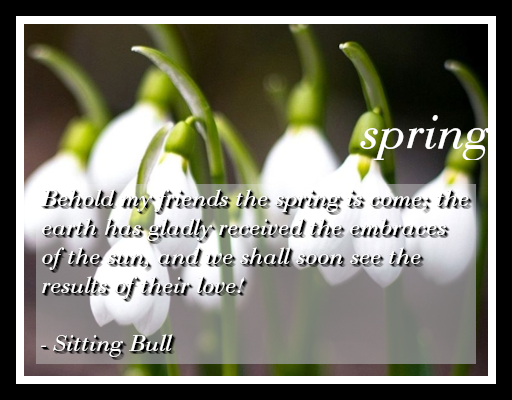 spring
Behold my friends the spring is come; the
earth has gladly received the embraces
of the sun, and we shall soon see the
results of their love!
- Sitting Bull